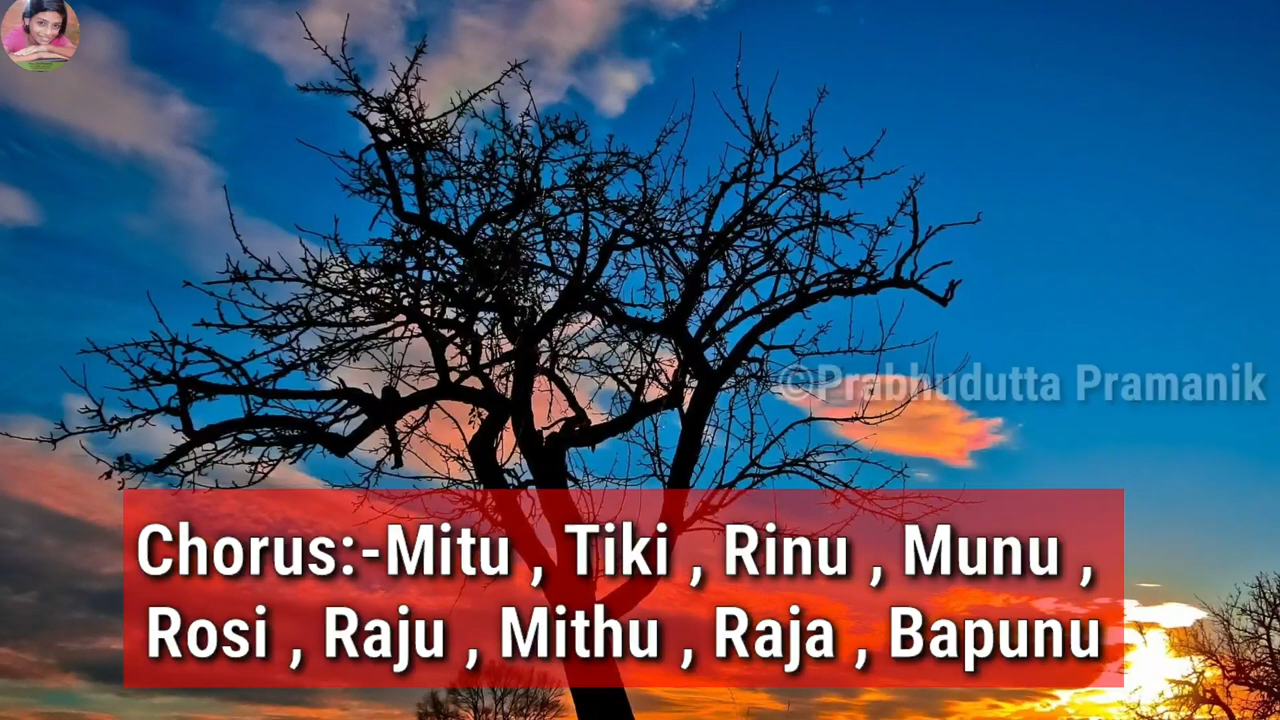 ©Prabhudutta Pramanik
Chorus:-Mitu , Tiki , Rinu , Munu ,
Rosi , Raju , Mithu , Raja , Bapunu